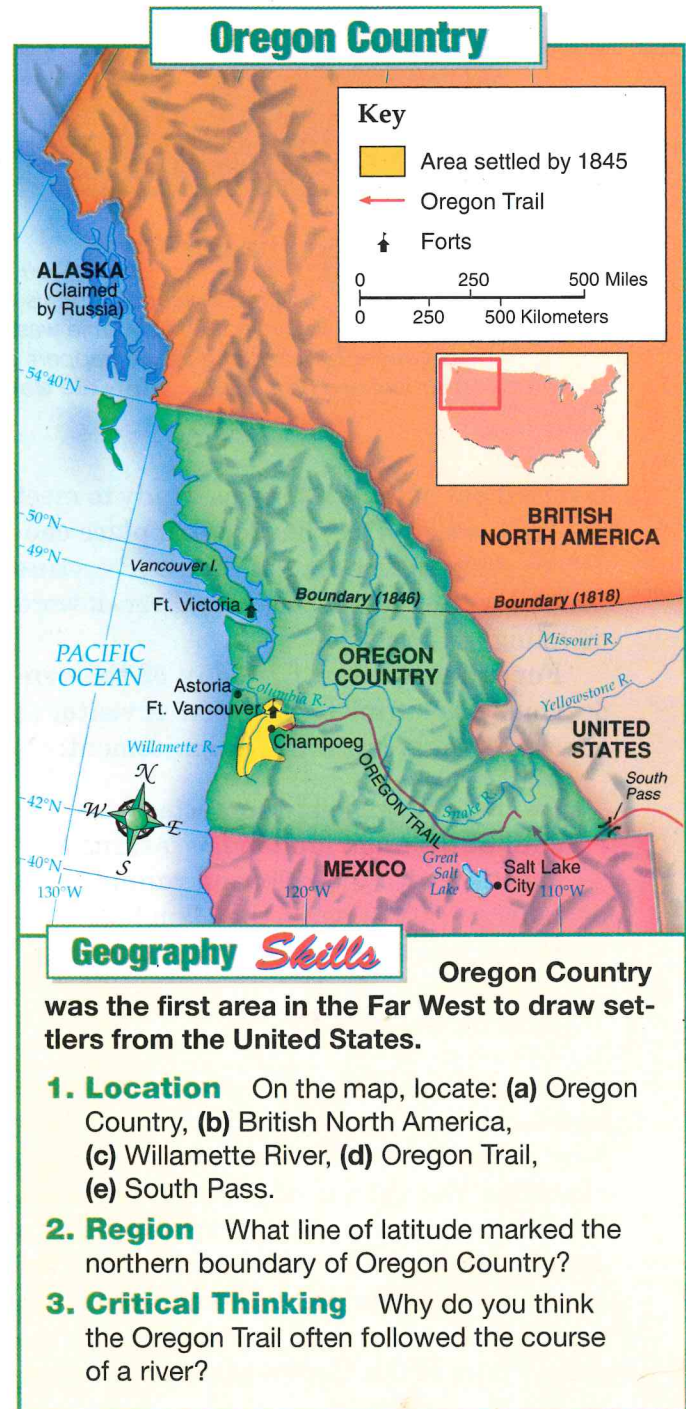 Oregon Country
Key
Area settled by 1845
Oregon Trail
Forts
0 250 500 Miles
0 250 500 Kilometers
ALASKA
(Claimed
by Russia)
54°40'N
50°N
49°N
BRITISH
NORTH AMERICA
Vancouver I.
Ft. Victoria
Boundary (1846)
Boundary (1818)
PACIFIC
OCEAN
OREGON
COUNTRY
Missouri R.
Yellowstone R.
Astoria
Columbia R.
Ft. Vancouver
Willamette R.
Champoeg
UNITED
STATES
OREGON TRAIL
Snake R.
South
Pass
N
W E
S
42°N
40°N
MEXICO
Great
Salt
Lake
Salt Lake
City
130°W
120°W
110°W
Geography Skills
Oregon Country
was the first area in the Far West to draw set-
tlers from the United States.
1. Location On the map, locate: (a) Oregon
Country, (b) British North America,
(c) Willamette River, (d) Oregon Trail,
(e) South Pass.
2. Region What line of latitude marked the
northern boundary of Oregon Country?
3. Critical Thinking Why do you think
the Oregon Trail often followed the course
of a river?